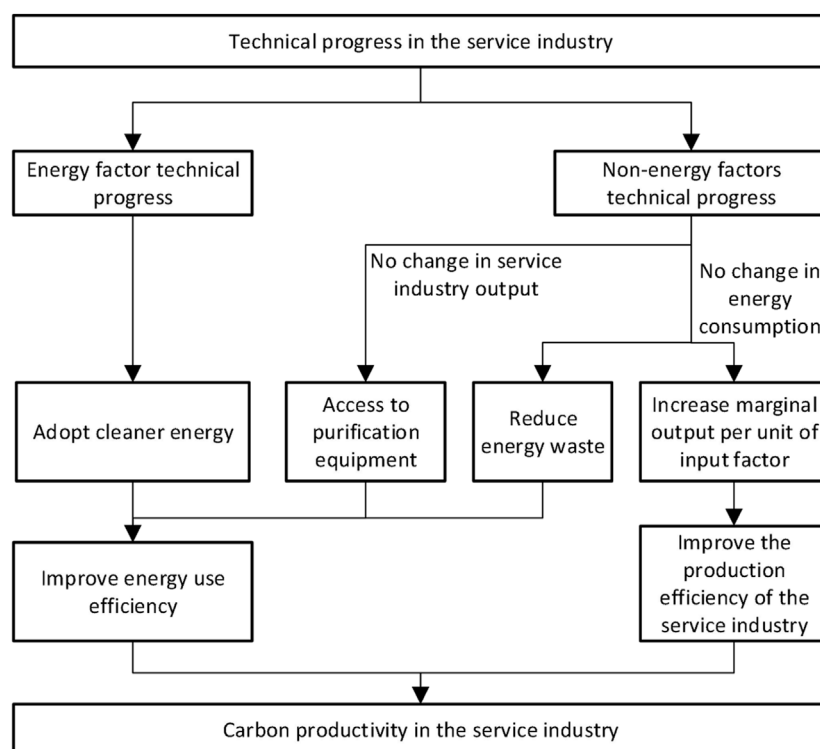 Technical progress in the service industry
Energy factor technical
progress
Non-energy factors
technical progress
No change in service
industry output
No change in
energy
consumption
Adopt cleaner energy
Access to
purification
equipment
Reduce
energy waste
Increase marginal
output per unit of
input factor
Improve energy use
efficiency
Improve the
production
efficiency of the
service industry
Carbon productivity in the service industry